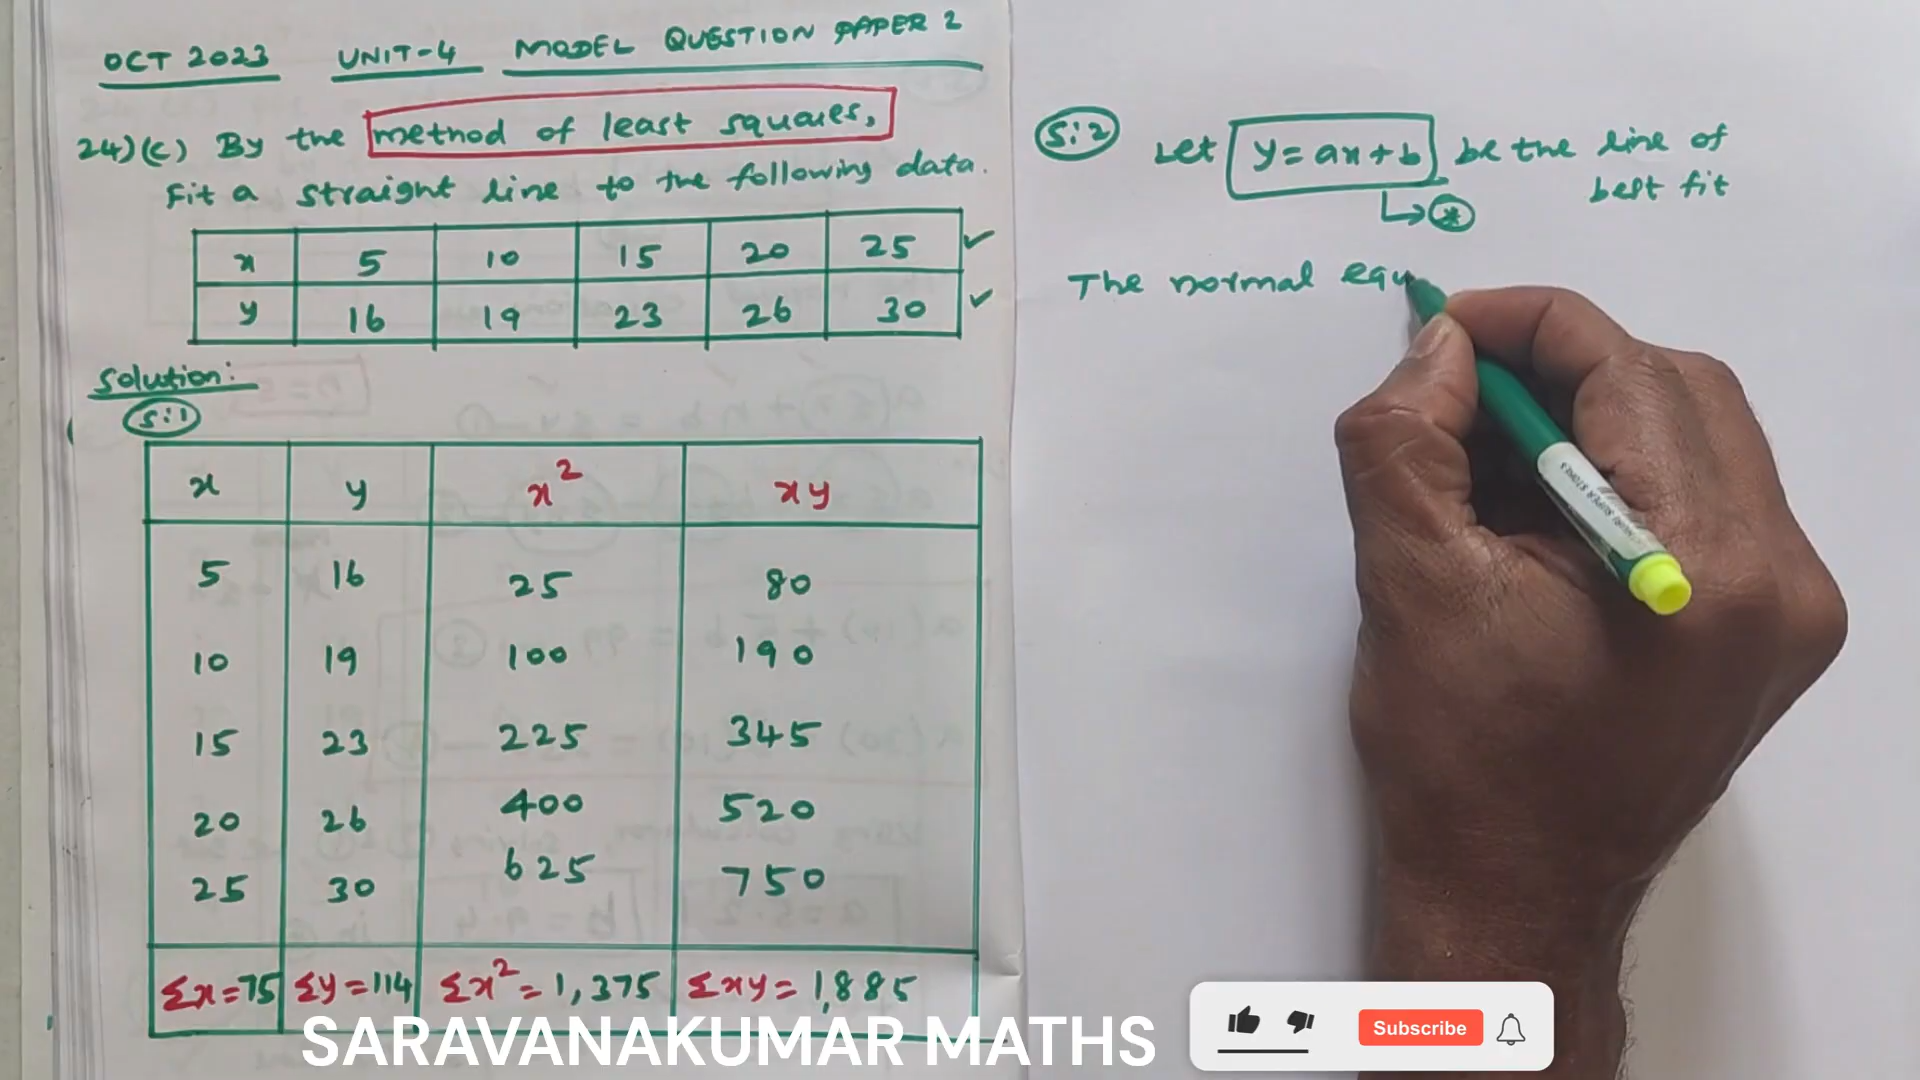 OCT 2023 UNIT-4 MODEL QUESTION PAPER 2
24)(c) By the method of least squares,
Fit a straight line to the following data.
x 5 10 15 20 25
y 16 19 23 26 30
Solution:
S:1
x y x² xy
5 16 25 80
10 19 100 190
15 23 225 345
20 26 400 520
25 30 625 750
Σx=75 Σy=114 Σx²=1,375 Σxy=1,885
S:2 Let y=ax+b be the line of
best fit
*
The normal equ
SARAVANAKUMAR MATHS
Subscribe